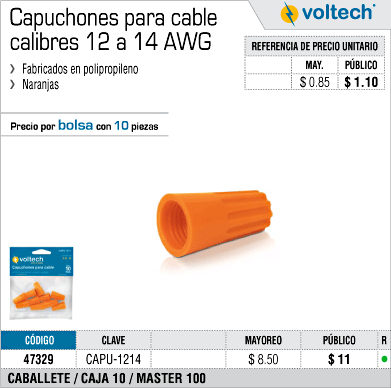 Capuchones para cable
calibres 12 a 14 AWG
voltech
Fabricados en polipropileno
Naranjas
REFERENCIA DE PRECIO UNITARIO
MAY. PÚBLICO
$ 0.85 $ 1.10
Precio por bolsa con 10 piezas
voltech
Capuchones para cable
CÓDIGO CLAVE MAYOREO PÚBLICO R
47329 CAPU-1214 $ 8.50 $ 11
CABALLETE / CAJA 10 / MASTER 100